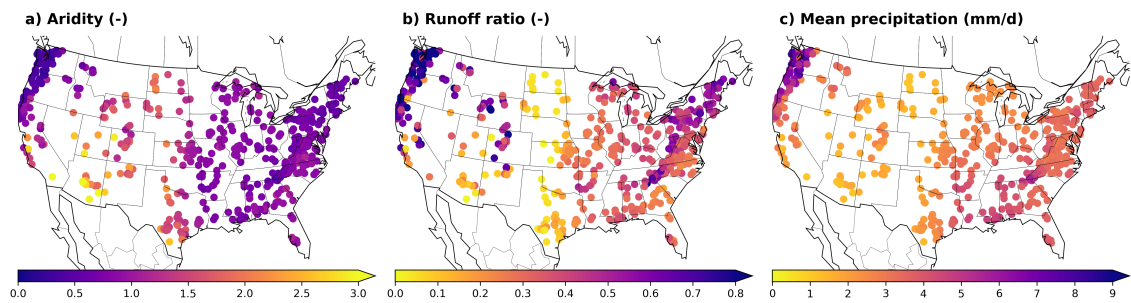 a) Aridity (-)
b) Runoff ratio (-)
c) Mean precipitation (mm/d)
0.0 0.5 1.0 1.5 2.0 2.5 3.0
0.0 0.1 0.2 0.3 0.4 0.5 0.6 0.7 0.8
0 1 2 3 4 5 6 7 8 9